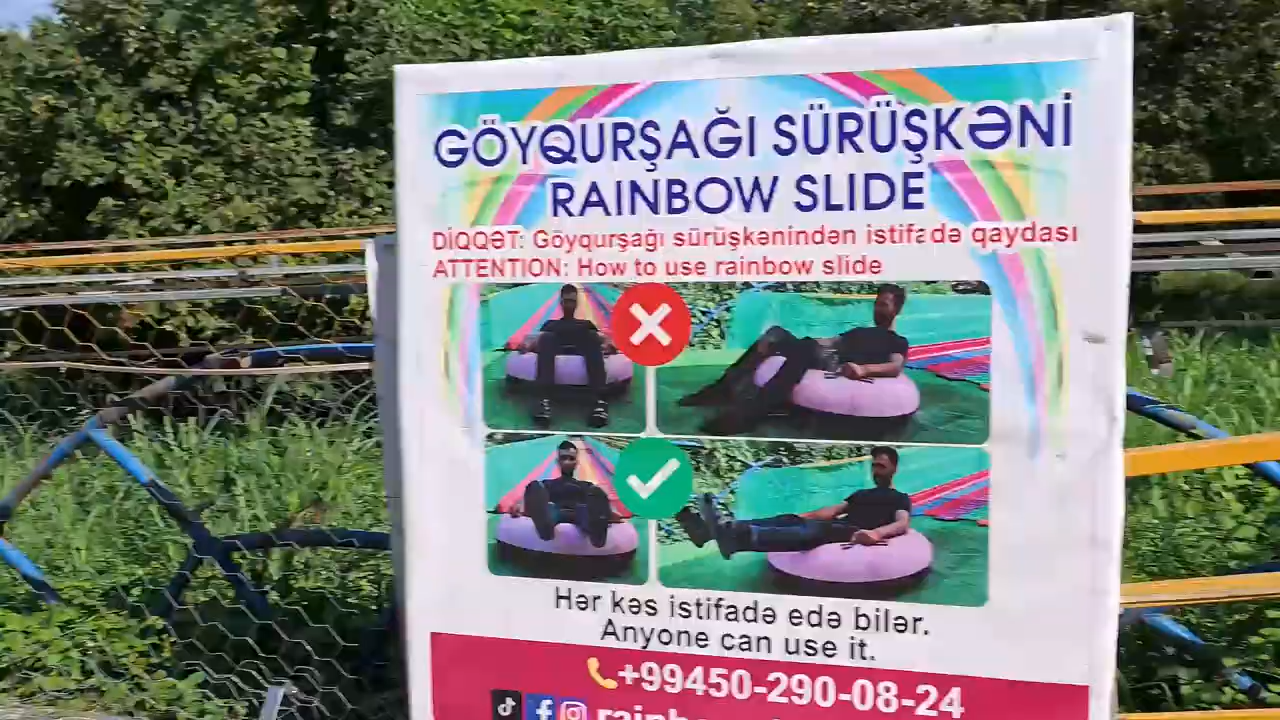 GÖYQURŞAĞI SÜRÜŞKƏNİ
RAINBOW SLIDE
DİQQƏT: Göyqurşağı sürüşkənindən istifadə qaydası
ATTENTION: How to use rainbow slide
Hər kəs istifadə edə bilər.
Anyone can use it.
+99450-290-08-24